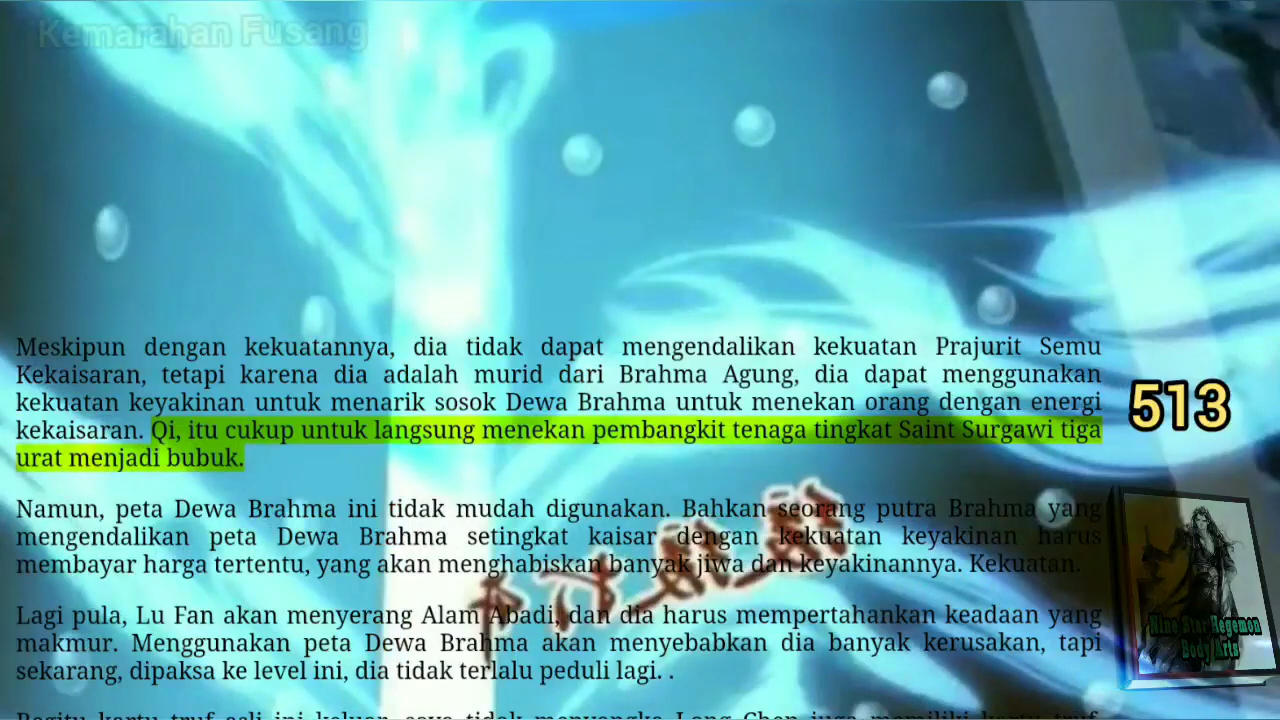 Kemarahan Fusang
Meskipun dengan kekuatannya, dia tidak dapat mengendalikan kekuatan Prajurit Semu
Kekaisaran, tetapi karena dia adalah murid dari Brahma Agung, dia dapat menggunakan
kekuatan keyakinan untuk menarik sosok Dewa Brahma untuk menekan orang dengan energi
kekaisaran. Qi, itu cukup untuk langsung menekan pembangkit tenaga tingkat Saint Surgawi tiga
urat menjadi bubuk.
513
Namun, peta Dewa Brahma ini tidak mudah digunakan. Bahkan seorang putra Brahma yang
mengendalikan peta Dewa Brahma setingkat kaisar dengan kekuatan keyakinan harus
membayar harga tertentu, yang akan menghabiskan banyak jiwa dan keyakinannya. Kekuatan.
Lagi pula, Lu Fan akan menyerang Alam Abadi, dan dia harus mempertahankan keadaan yang
makmur. Menggunakan peta Dewa Brahma akan menyebabkan dia banyak kerusakan, tapi
sekarang, dipaksa ke level ini, dia tidak terlalu peduli lagi. .
Nine Star Hegemon
Body Arts